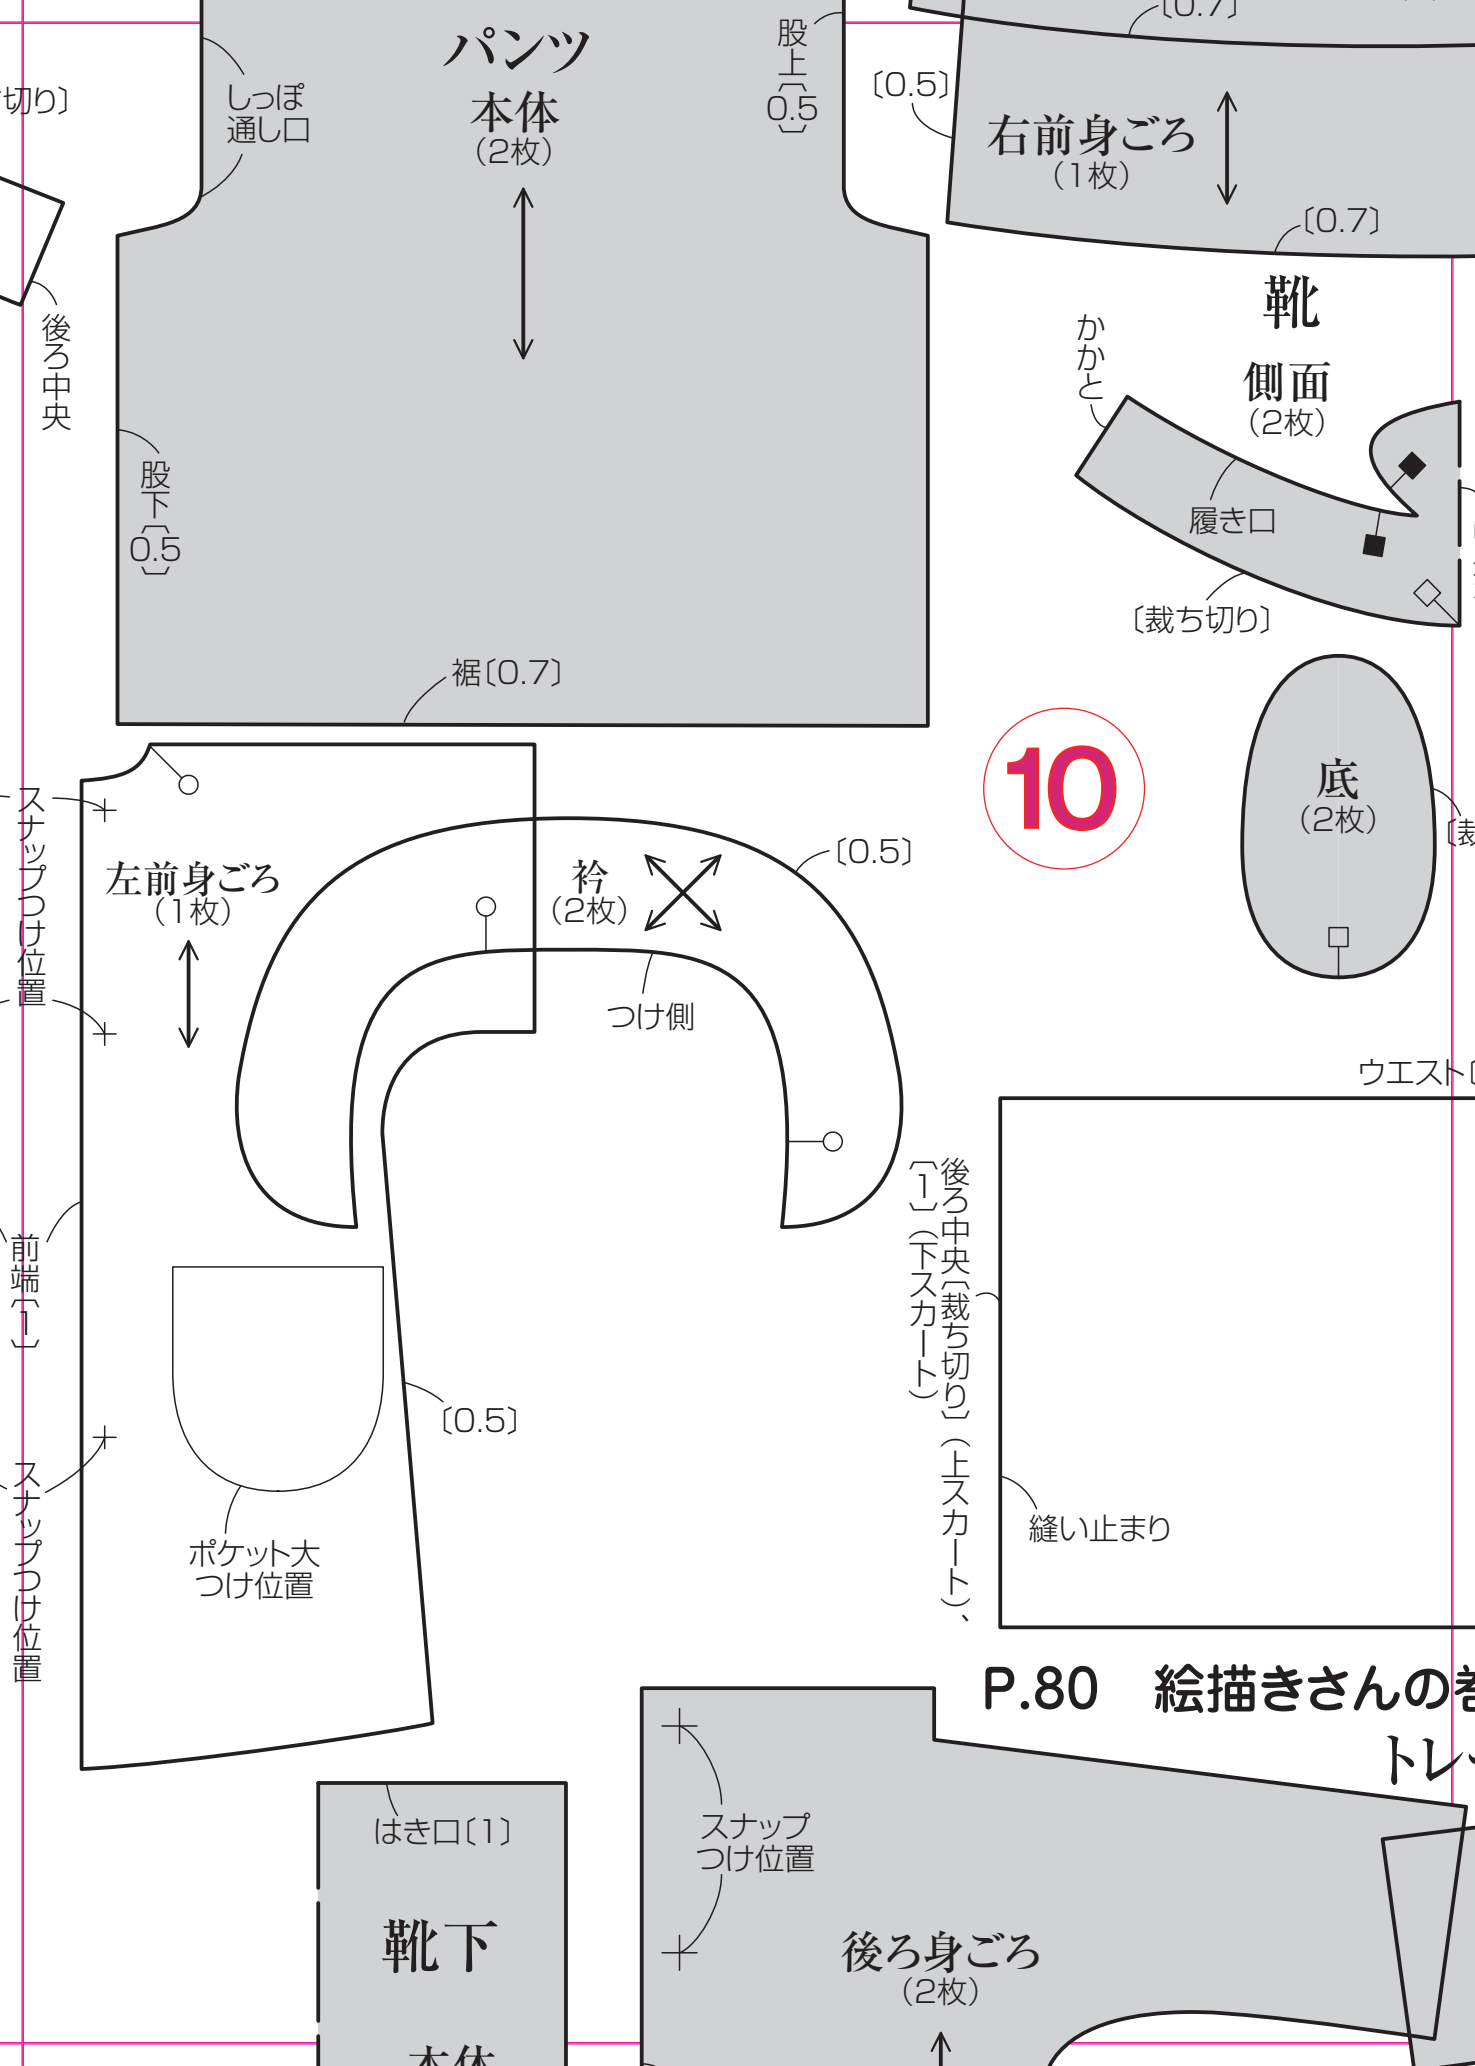 〔0.7〕
切り〕
しっぽ
通し口
パンツ
本体
（2枚）
股上〔0.5〕
〔0.5〕
右前身ごろ
（1枚）
〔0.7〕
後ろ中央
股下〔0.5〕
裾〔0.7〕
靴
側面
（2枚）
かかと
履き口
〔裁ち切り〕
10
底
（2枚）
〔裁
スナップつけ位置
左前身ごろ
（1枚）
衿
（2枚）
〔0.5〕
つけ側
ウエスト〔
後ろ中央〔裁ち切り〕（上スカート）、
〔1〕（下スカート）
縫い止まり
前端〔1〕
〔0.5〕
スナップつけ位置
ポケット大
つけ位置
P.80 絵描きさんの
トレ
はき口〔1〕
靴下
本体
スナップ
つけ位置
後ろ身ごろ
（2枚）